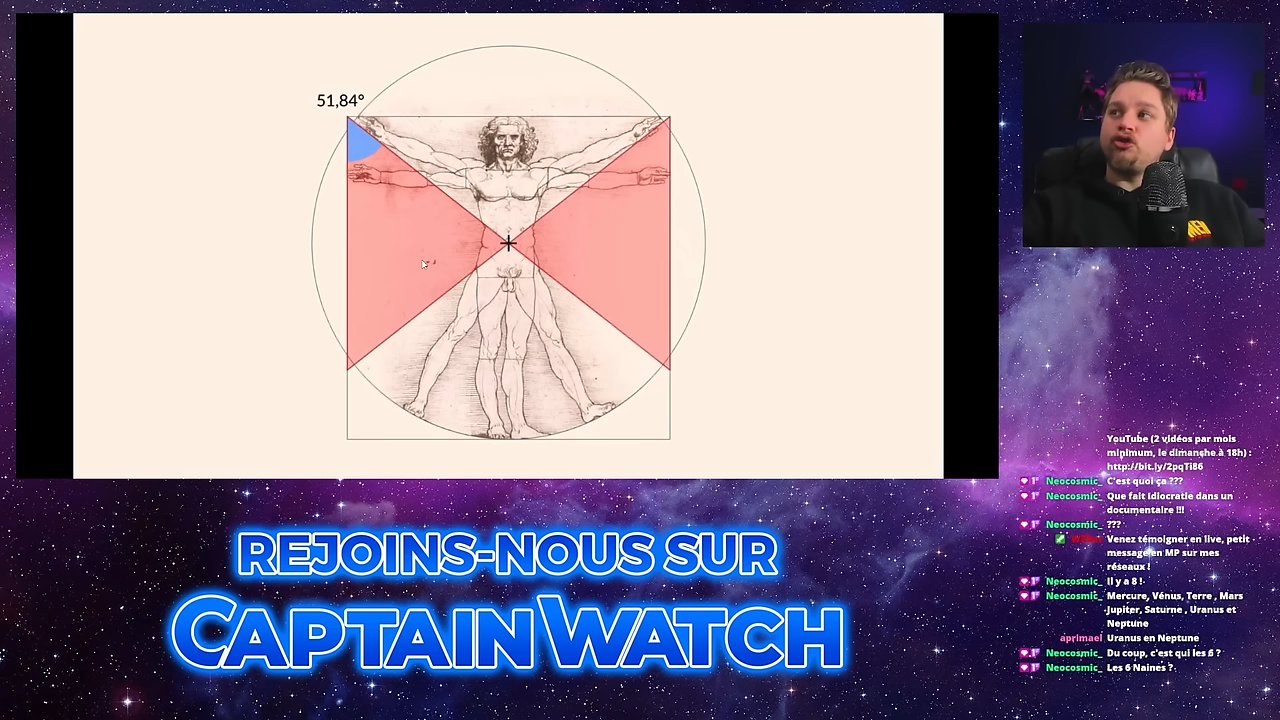 51,84°
REJOINS-NOUS SUR
CAPTAINWATCH
YouTube (2 vidéos par mois
minimum, le dimanche à 18h) :
http://bit.ly/2pqTi86
Neocosmic_ C'est quoi ça ???
Neocosmic_ Que fait Idiocratie dans un
documentaire !!!
Neocosmic_ ???
Venez témoigner en live, petit
message en MP sur mes
réseaux !
Neocosmic_ Il y a 8 !
Neocosmic_ Mercure, Vénus, Terre , Mars
Jupiter, Saturne , Uranus et
Neptune
aprimael Uranus en Neptune
Neocosmic_ Du coup, c'est qui les 6 ?
Neocosmic_ Les 6 Naines ?